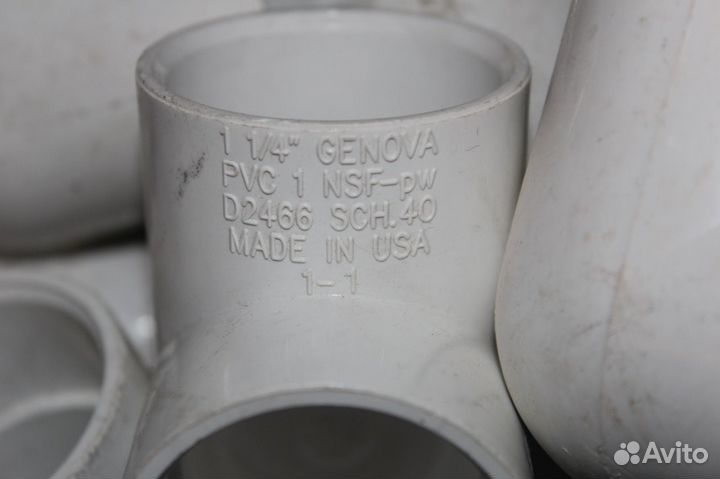 1 1/4" GENOVA
PVC 1 NSF-pw
D2466 SCH.40
MADE IN USA
1-1
Avito